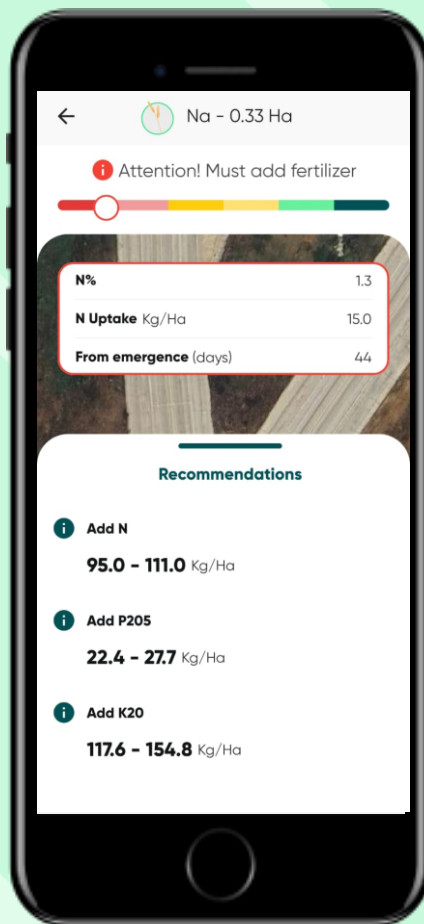 Na - 0.33 Ha
Attention! Must add fertilizer
N% 1.3
N Uptake Kg/Ha 15.0
From emergence (days) 44
Recommendations
Add N
95.0 - 111.0 Kg/Ha
Add P205
22.4 - 27.7 Kg/Ha
Add K20
117.6 - 154.8 Kg/Ha